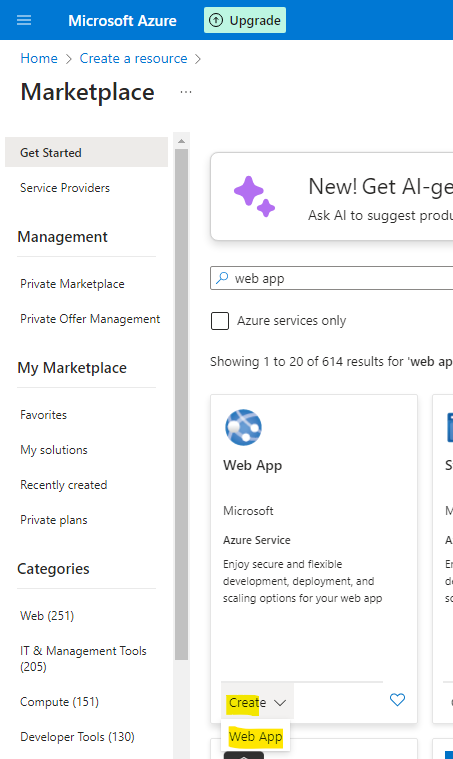 Microsoft Azure
Upgrade
Home > Create a resource >
Marketplace ...
Get Started
Service Providers
Management
Private Marketplace
Private Offer Management
My Marketplace
Favorites
My solutions
Recently created
Private plans
Categories
Web (251)
IT & Management Tools
(205)
Compute (151)
Developer Tools (130)
New! Get AI-ge
Ask AI to suggest produ
web app
Azure services only
Showing 1 to 20 of 614 results for 'web ap
Web App
Microsoft
Azure Service
Enjoy secure and flexible
development, deployment, and
scaling options for your web app
Create
Web App